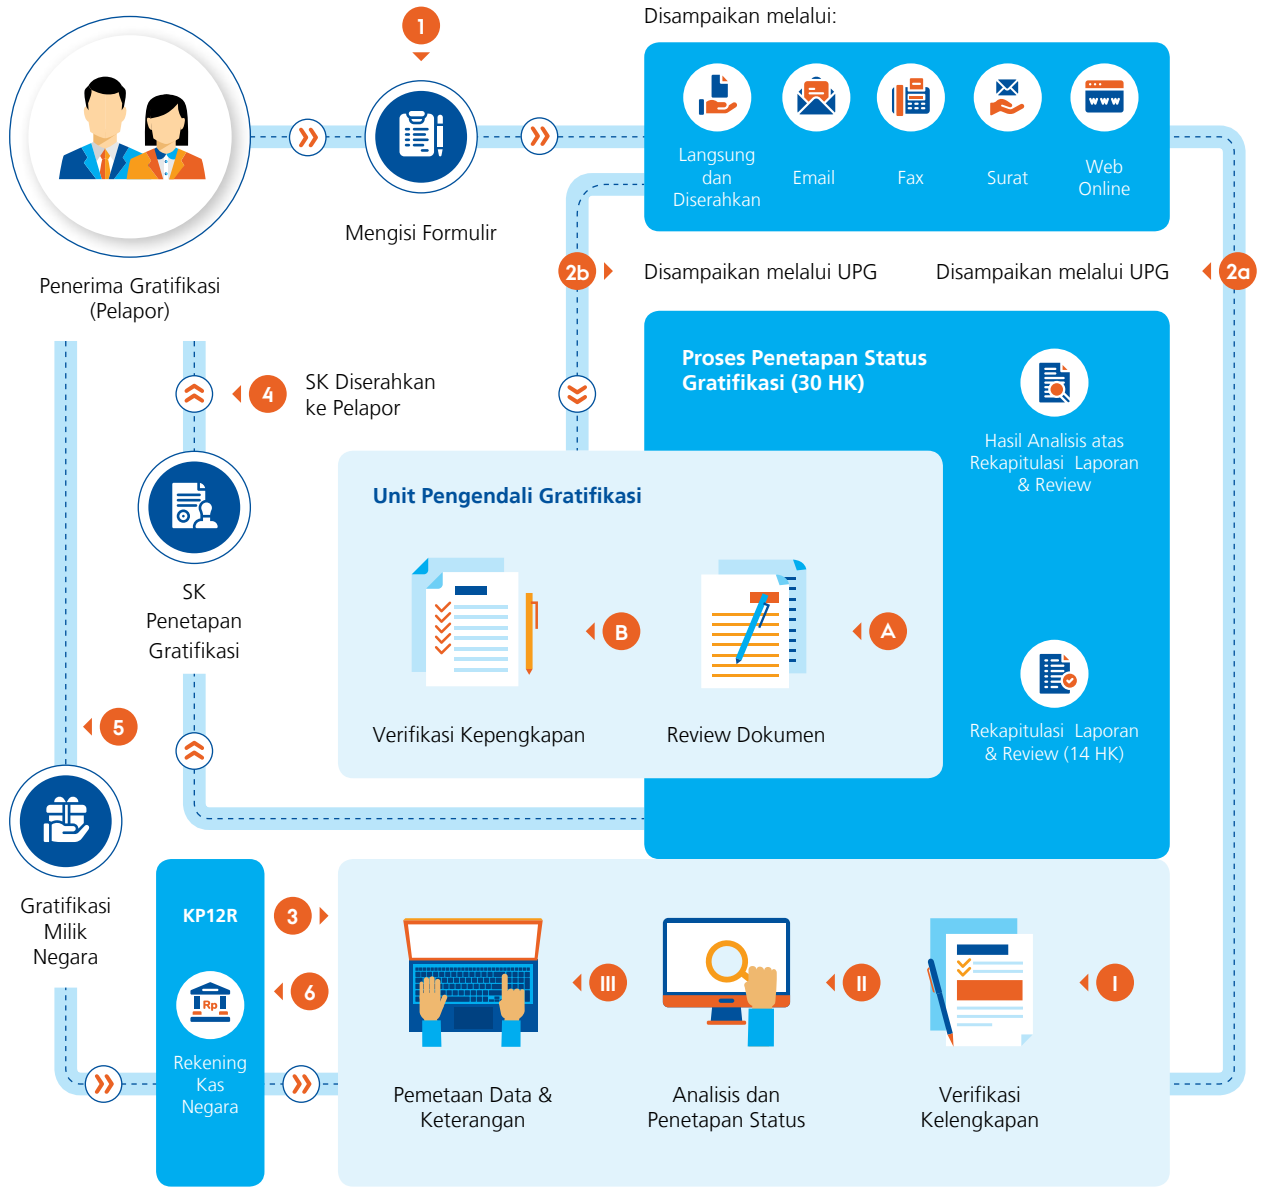 1
Disampaikan melalui:
Langsung
dan
Diserahkan
Email
Fax
Surat
www
Web
Online
Mengisi Formulir
Penerima Gratifikasi
(Pelapor)
2b
Disampaikan melalui UPG
Disampaikan melalui UPG
2a
Proses Penetapan Status
Gratifikasi (30 HK)
4
SK Diserahkan
ke Pelapor
Hasil Analisis atas
Rekapitulasi Laporan
& Review
Unit Pengendali Gratifikasi
SK
Penetapan
Gratifikasi
B
A
Verifikasi Kepengkapan
Review Dokumen
Rekapitulasi Laporan
& Review (14 HK)
5
Gratifikasi
Milik
Negara
KP12R
3
6
Rp
Rekening
Kas
Negara
III
II
I
Pemetaan Data &
Keterangan
Analisis dan
Penetapan Status
Verifikasi
Kelengkapan